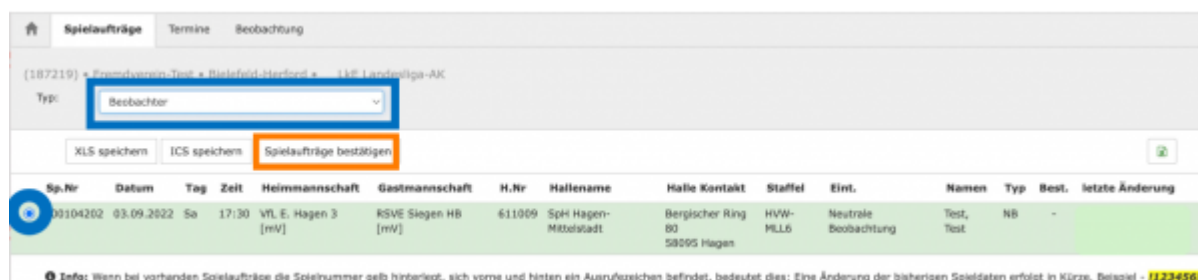 Spielaufträge Termine Beobachtung
(187219) • Fremdverein-Test • Bielefeld-Herford • LkE Landesliga-AK
Typ: Beobachter
XLS speichern ICS speichern Spielaufträge bestätigen
Sp.Nr Datum Tag Zeit Heimmannschaft Gastmannschaft H.Nr Hallename Halle Kontakt Staffel Eint. Namen Typ Best. letzte Änderung
00104202 03.09.2022 Sa 17:30 VfL E. Hagen 3 RSVE Siegen HB 611009 SpH Hagen- Bergischer Ring HVW- Neutrale Test, NB -
[mV] [mV] Mittelstadt 80 MLL6 Beobachtung Test
58095 Hagen
Info: Wenn bei vorhanden Spielaufträge die Spielnummer gelb hinterlegt, sich vorne und hinten ein Ausrufezeichen befindet, bedeutet dies: Eine Änderung der bisherigen Spieldaten erfolgt in Kürze. Beispiel - !123456